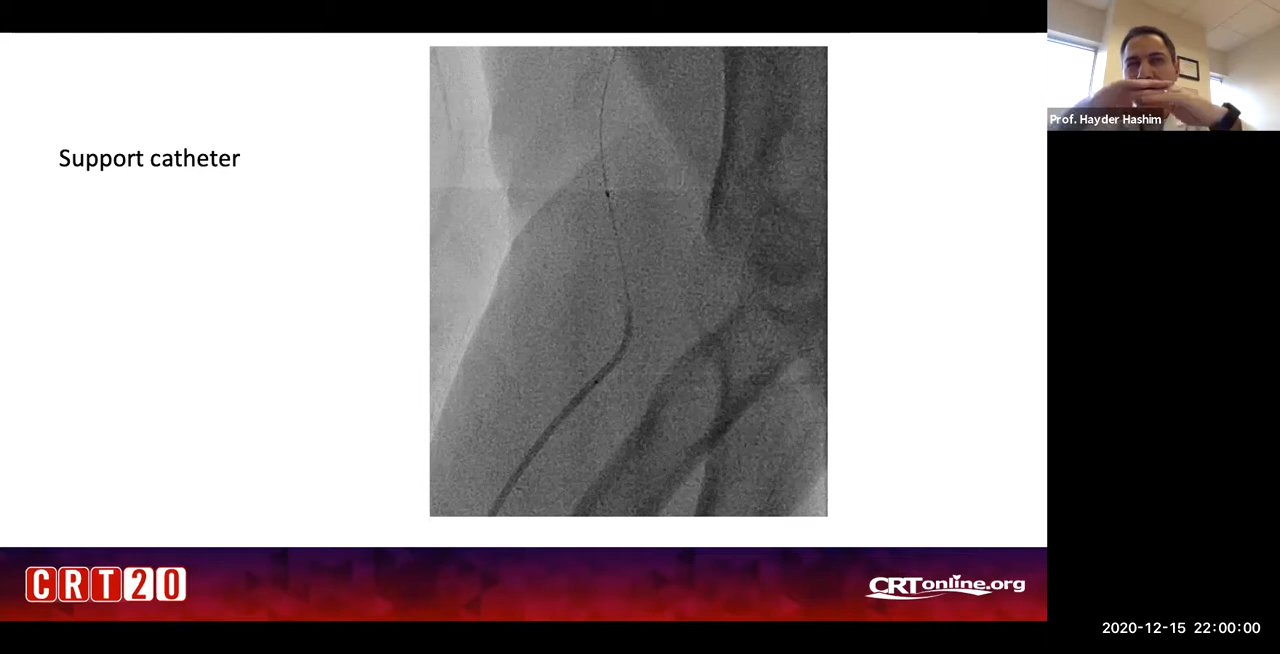 Prof. Hayder Hashim
Support catheter
CRT20
CRTonline.org
2020-12-15 22:00:00